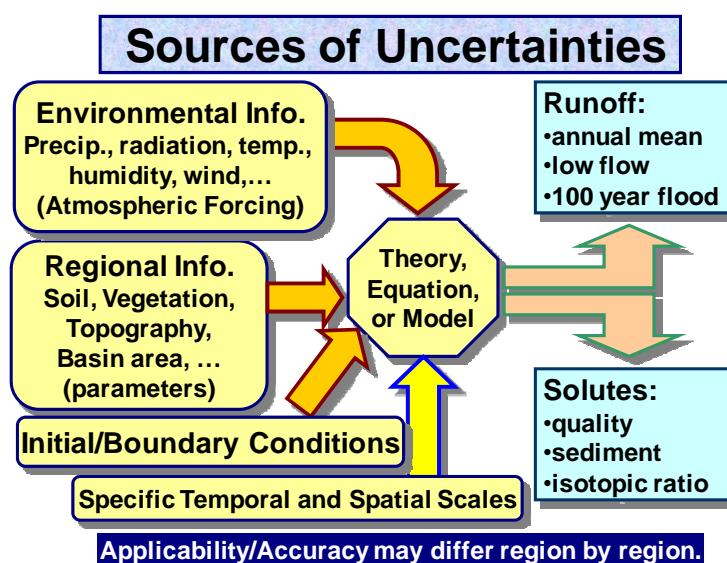 Sources of Uncertainties
Environmental Info.
Precip., radiation, temp.,
humidity, wind,…
(Atmospheric Forcing)
Regional Info.
Soil, Vegetation,
Topography,
Basin area, …
(parameters)
Initial/Boundary Conditions
Specific Temporal and Spatial Scales
Theory,
Equation,
or Model
Runoff:
•annual mean
•low flow
•100 year flood
Solutes:
•quality
•sediment
•isotopic ratio
Applicability/Accuracy may differ region by region.